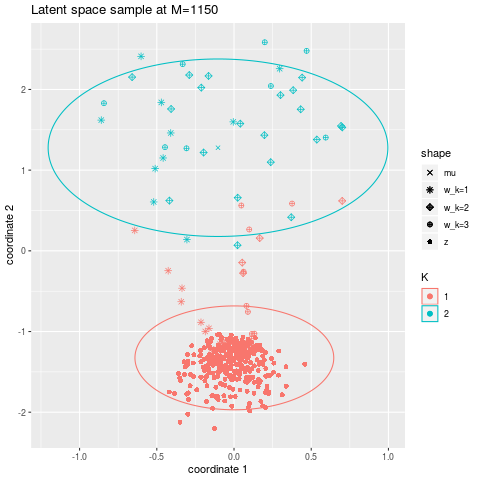 Latent space sample at M=1150
coordinate 2
2
1
0
-1
-2
-1.0
-0.5
0.0
0.5
1.0
coordinate 1
shape
mu
w_k=1
w_k=2
w_k=3
z
K
1
2